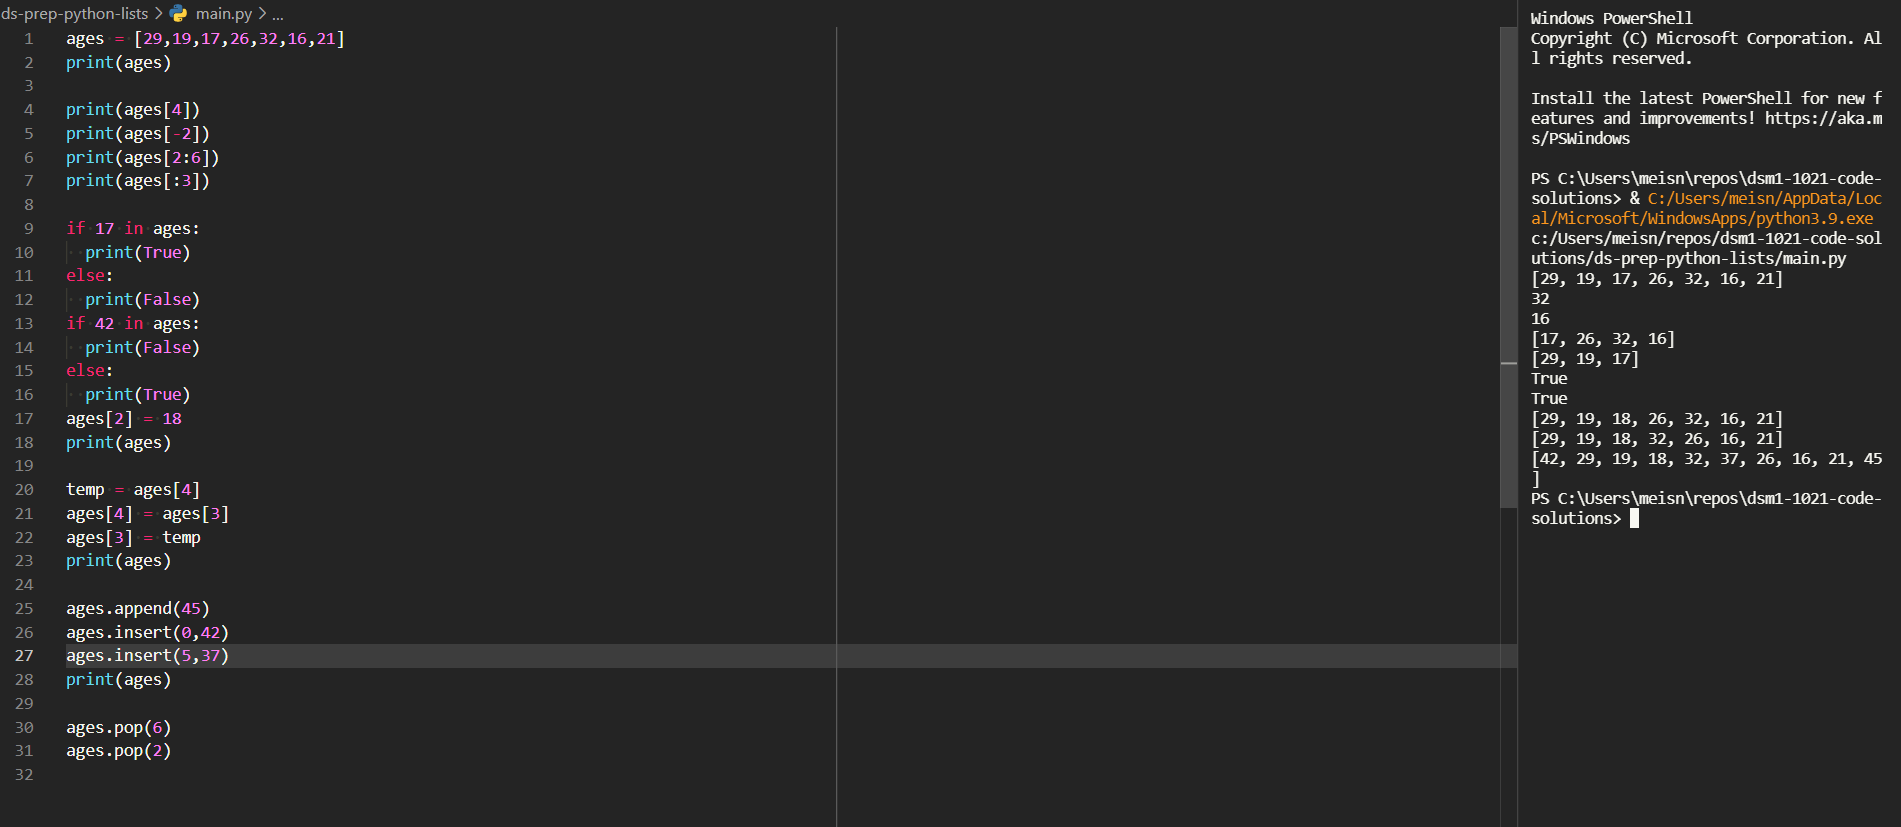 ds-prep-python-lists > main.py > ...
1 ages = [29,19,17,26,32,16,21]
2 print(ages)
3
4 print(ages[4])
5 print(ages[-2])
6 print(ages[2:6])
7 print(ages[:3])
8
9 if 17 in ages:
10   print(True)
11 else:
12   print(False)
13 if 42 in ages:
14   print(False)
15 else:
16   print(True)
17 ages[2] = 18
18 print(ages)
19
20 temp = ages[4]
21 ages[4] = ages[3]
22 ages[3] = temp
23 print(ages)
24
25 ages.append(45)
26 ages.insert(0,42)
27 ages.insert(5,37)
28 print(ages)
29
30 ages.pop(6)
31 ages.pop(2)
32
Windows PowerShell
Copyright (C) Microsoft Corporation. Al
l rights reserved.
Install the latest PowerShell for new f
eatures and improvements! https://aka.m
s/PSWindows
PS C:\Users\meisn\repos\dsm1-1021-code-
solutions> & C:/Users/meisn/AppData/Loc
al/Microsoft/WindowsApps/python3.9.exe
c:/Users/meisn/repos/dsm1-1021-code-sol
utions/ds-prep-python-lists/main.py
[29, 19, 17, 26, 32, 16, 21]
32
16
[17, 26, 32, 16]
[29, 19, 17]
True
True
[29, 19, 18, 26, 32, 16, 21]
[29, 19, 18, 32, 26, 16, 21]
[42, 29, 19, 18, 32, 37, 26, 16, 21, 45
]
PS C:\Users\meisn\repos\dsm1-1021-code-
solutions>